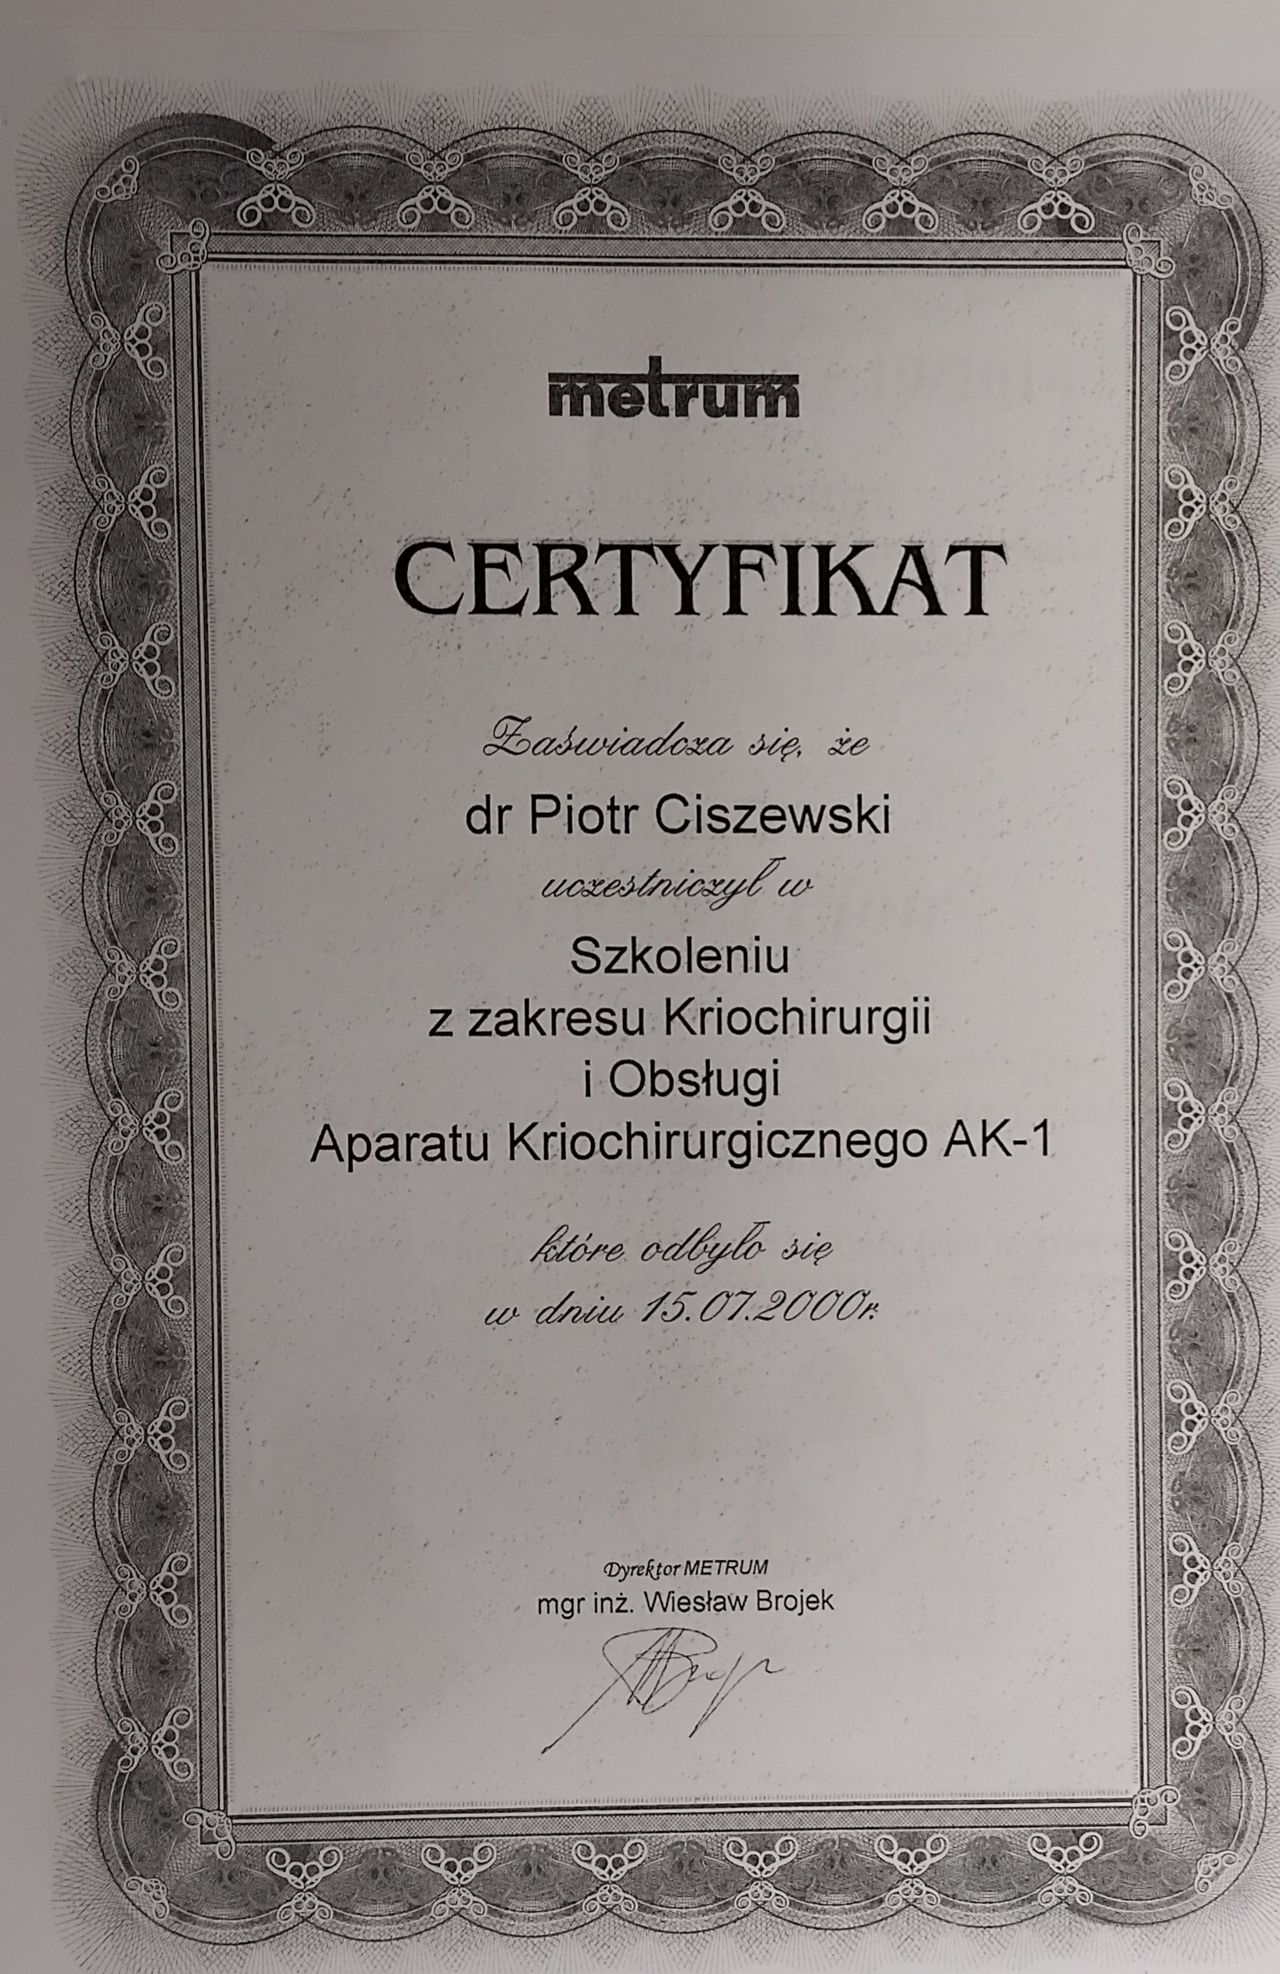 metrum
CERTYFIKAT
Zaświadcza się, że
dr Piotr Ciszewski
uczestniczył w
Szkoleniu
z zakresu Kriochirurgii
i Obsługi
Aparatu Kriochirurgicznego AK-1
które odbyło się
w dniu 15.07.2000r.
Dyrektor METRUM
mgr inż. Wiesław Brojek